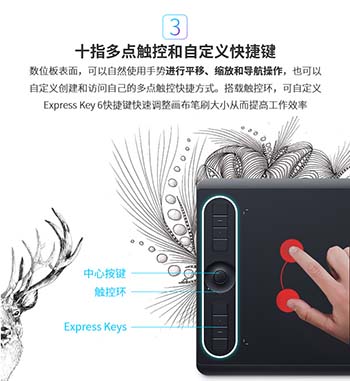 3
十指多点触控和自定义快捷键
数位板表面，可以自然使用手势进行平移、缩放和导航操作，也可以
自定义创建和访问自己的多点触控快捷方式。搭载触控环，可自定义
Express Key 6快捷键快速调整画布笔刷大小从而提高工作效率
中心按键
触控环
Express Keys